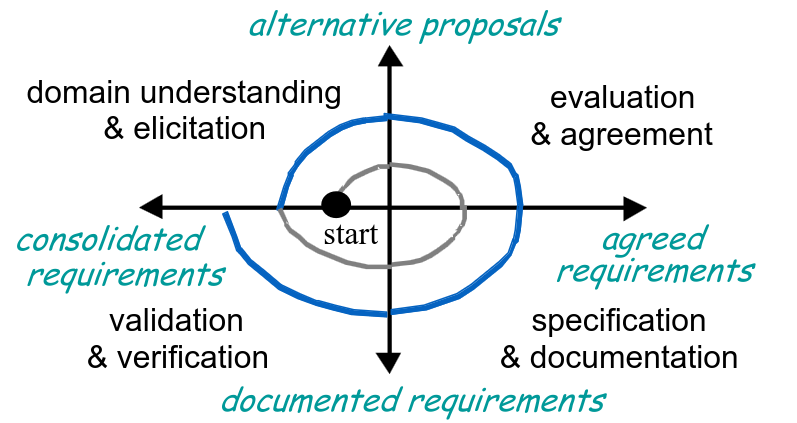 alternative proposals
domain understanding
& elicitation
evaluation
& agreement
start
consolidated
requirements
agreed
requirements
validation
& verification
specification
& documentation
documented requirements